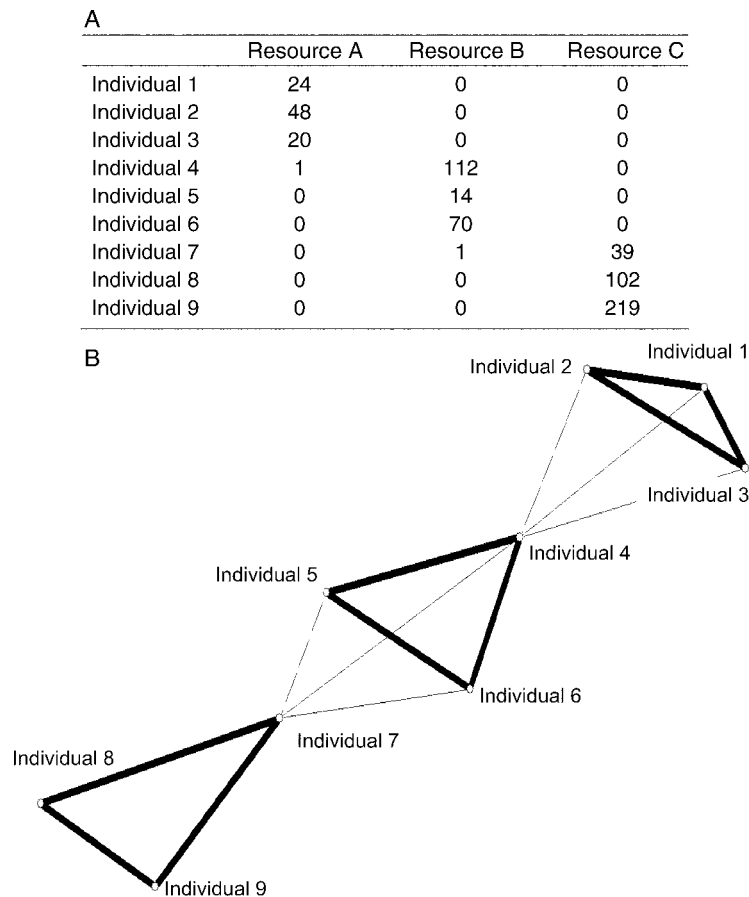 A
Resource A Resource B Resource C
Individual 1 24 0 0
Individual 2 48 0 0
Individual 3 20 0 0
Individual 4 1 112 0
Individual 5 0 14 0
Individual 6 0 70 0
Individual 7 0 1 39
Individual 8 0 0 102
Individual 9 0 0 219
B
Individual 1
Individual 2
Individual 3
Individual 4
Individual 5
Individual 6
Individual 7
Individual 8
Individual 9